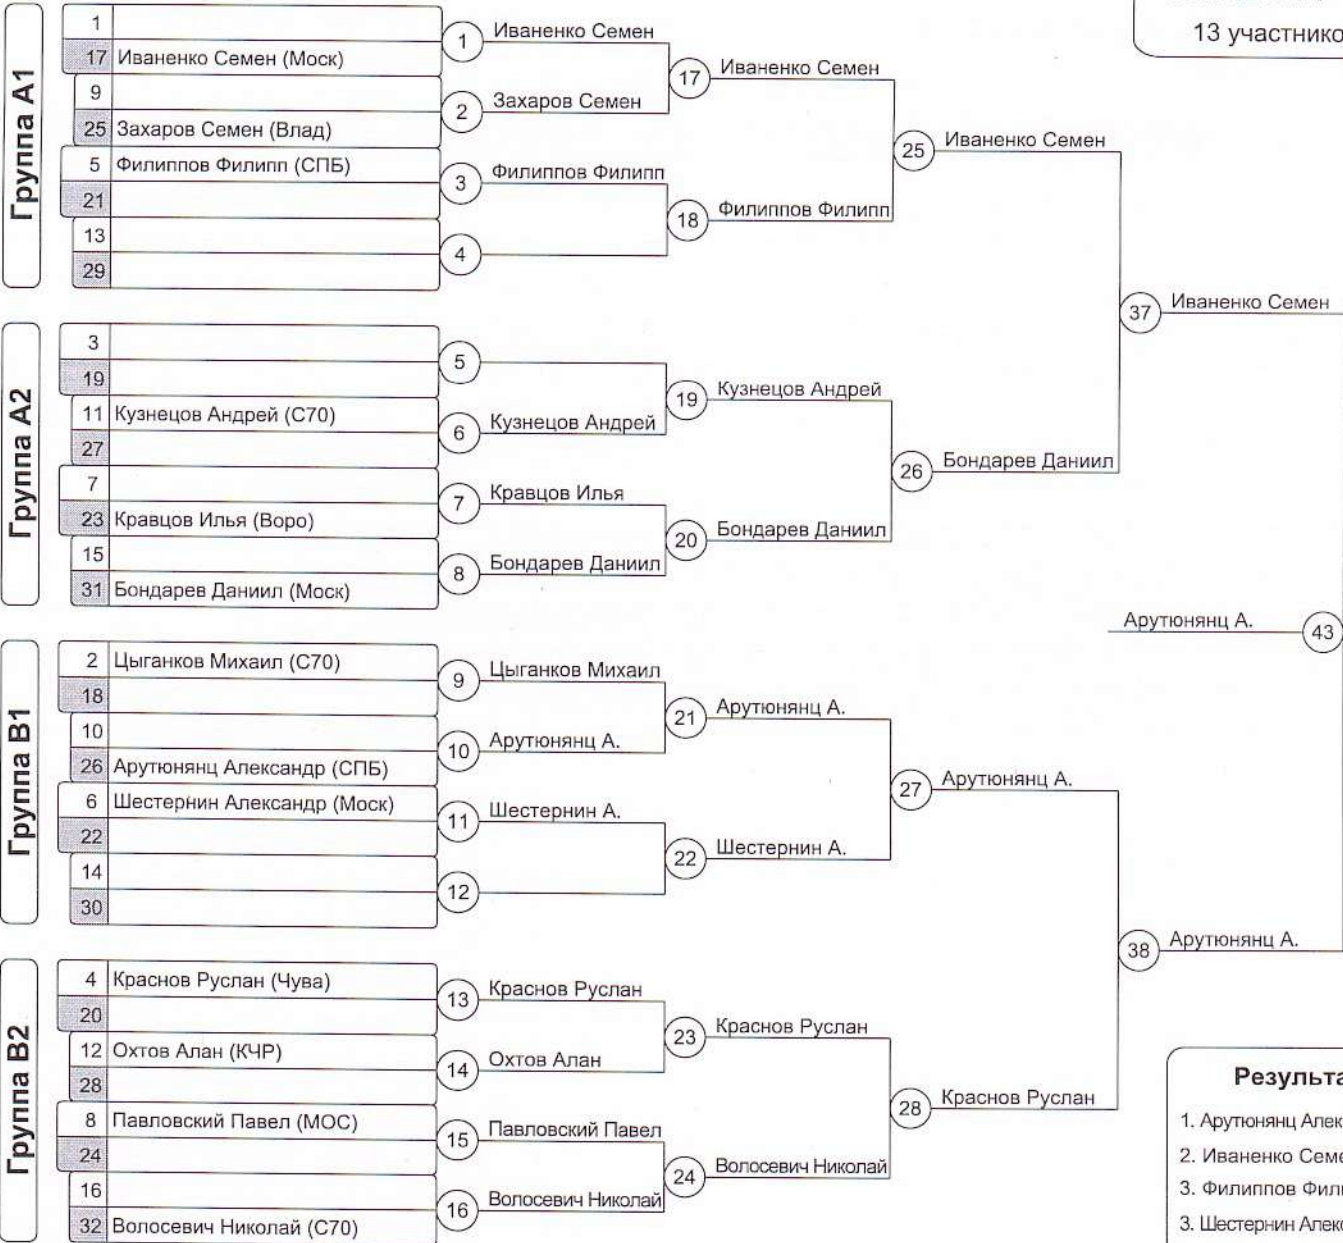 13 участнико
Группа А1
1
17 Иваненко Семен (Моск)
9
25 Захаров Семен (Влад)
5 Филиппов Филипп (СПБ)
21
13
29
1 Иваненко Семен
2 Захаров Семен
3 Филиппов Филипп
4
17 Иваненко Семен
18 Филиппов Филипп
25 Иваненко Семен
Группа А2
3
19
11 Кузнецов Андрей (С70)
27
7
23 Кравцов Илья (Воро)
15
31 Бондарев Даниил (Моск)
5
6 Кузнецов Андрей
7 Кравцов Илья
8 Бондарев Даниил
19 Кузнецов Андрей
20 Бондарев Даниил
26 Бондарев Даниил
37 Иваненко Семен
Арутюнянц А. 43
Группа В1
2 Цыганков Михаил (С70)
18
10
26 Арутюнянц Александр (СПБ)
6 Шестернин Александр (Моск)
22
14
30
9 Цыганков Михаил
10 Арутюнянц А.
11 Шестернин А.
12
21 Арутюнянц А.
22 Шестернин А.
27 Арутюнянц А.
Группа В2
4 Краснов Руслан (Чува)
20
12 Охтов Алан (КЧР)
28
8 Павловский Павел (МОС)
24
16
32 Волосевич Николай (С70)
13 Краснов Руслан
14 Охтов Алан
15 Павловский Павел
16 Волосевич Николай
23 Краснов Руслан
24 Волосевич Николай
28 Краснов Руслан
38 Арутюнянц А.
Результа
1. Арутюнянц Алек
2. Иваненко Семе
3. Филиппов Фил
3. Шестернин Алекс